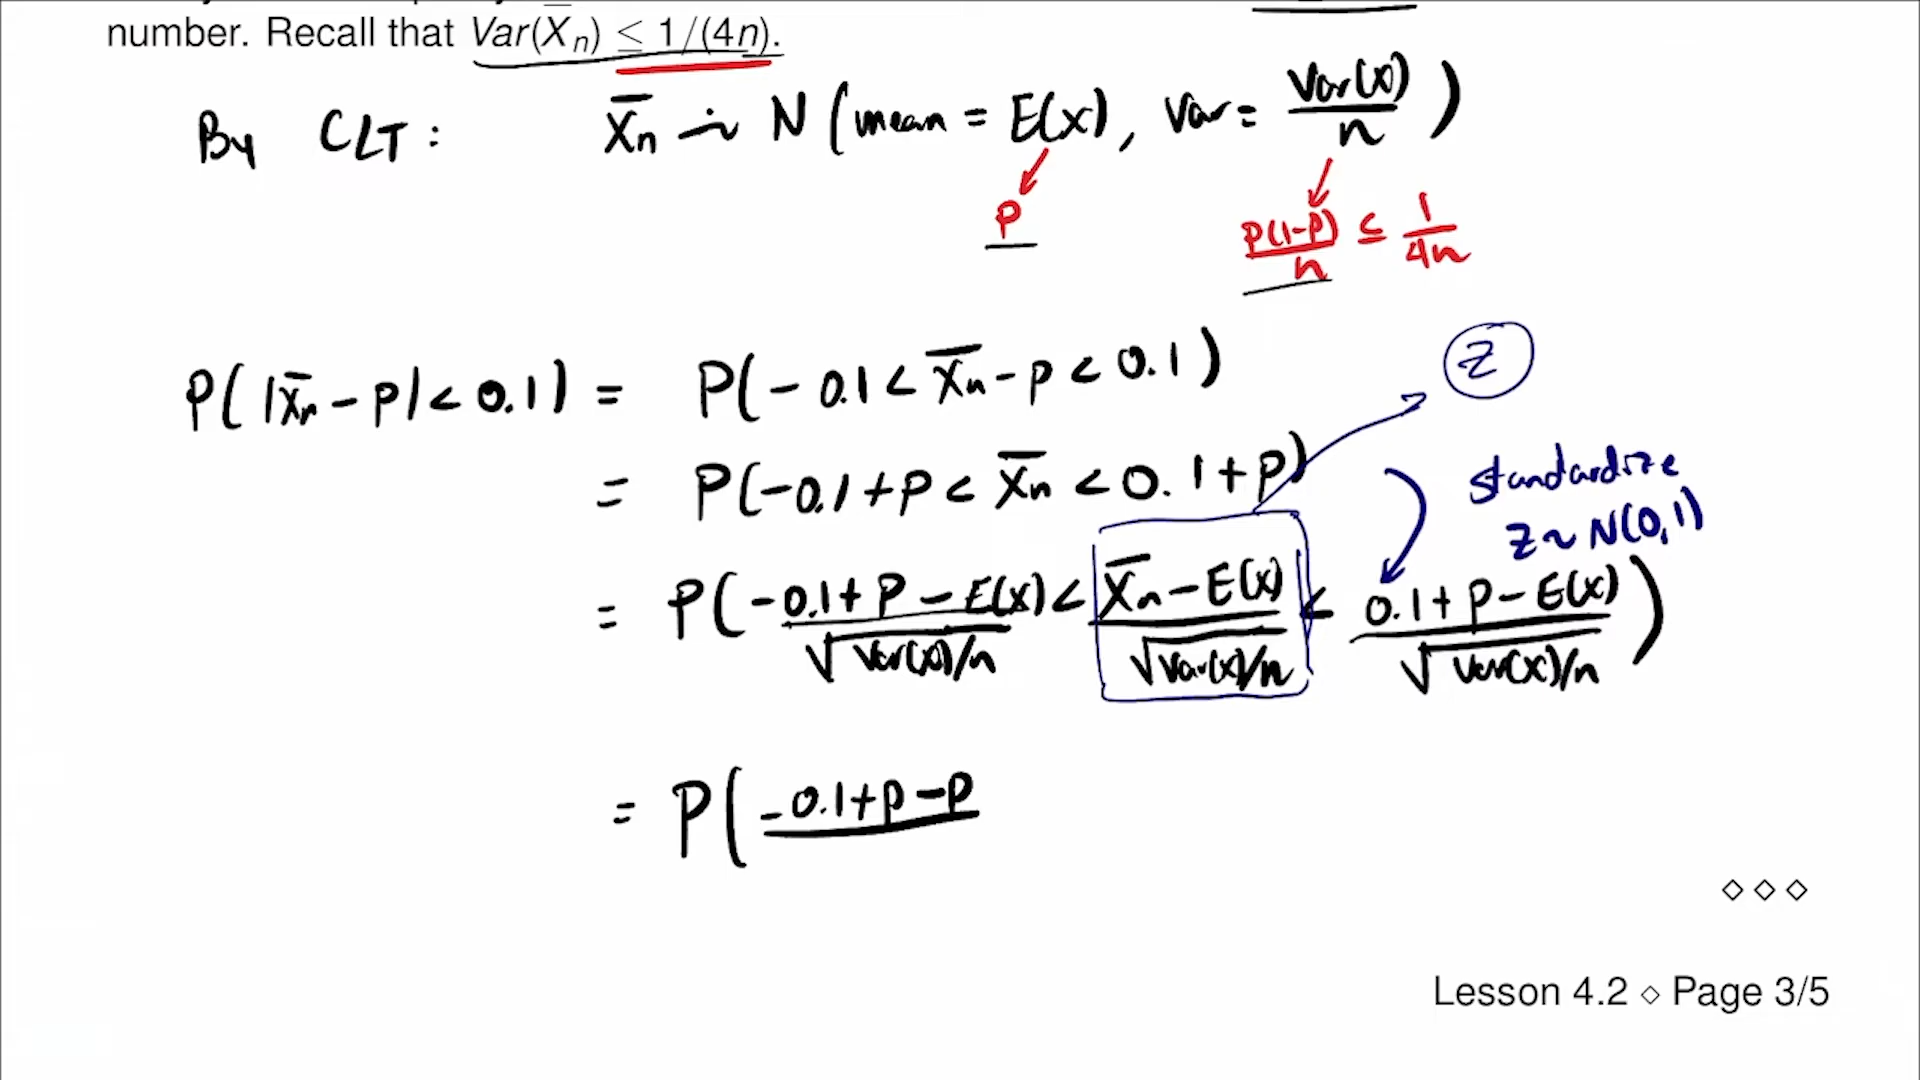 number. Recall that Var(X̄ₙ) ≤ 1/(4n).
By CLT: X̄ₙ ∼̇ N(mean = E(X), Var = Var(X)/n)
p
p(1-p)/n ≤ 1/4n
P(|X̄ₙ - p| < 0.1) = P(-0.1 < X̄ₙ - p < 0.1)
Z
= P(-0.1 + p < X̄ₙ < 0.1 + p)
standardize
Z ~ N(0,1)
= P((-0.1 + p - E(X))/√(Var(X)/n) < (X̄ₙ - E(X))/√(Var(X)/n) < (0.1 + p - E(X))/√(Var(X)/n))
= P(-0.1 + p - p
◇ ◇ ◇
Lesson 4.2 ◇ Page 3/5